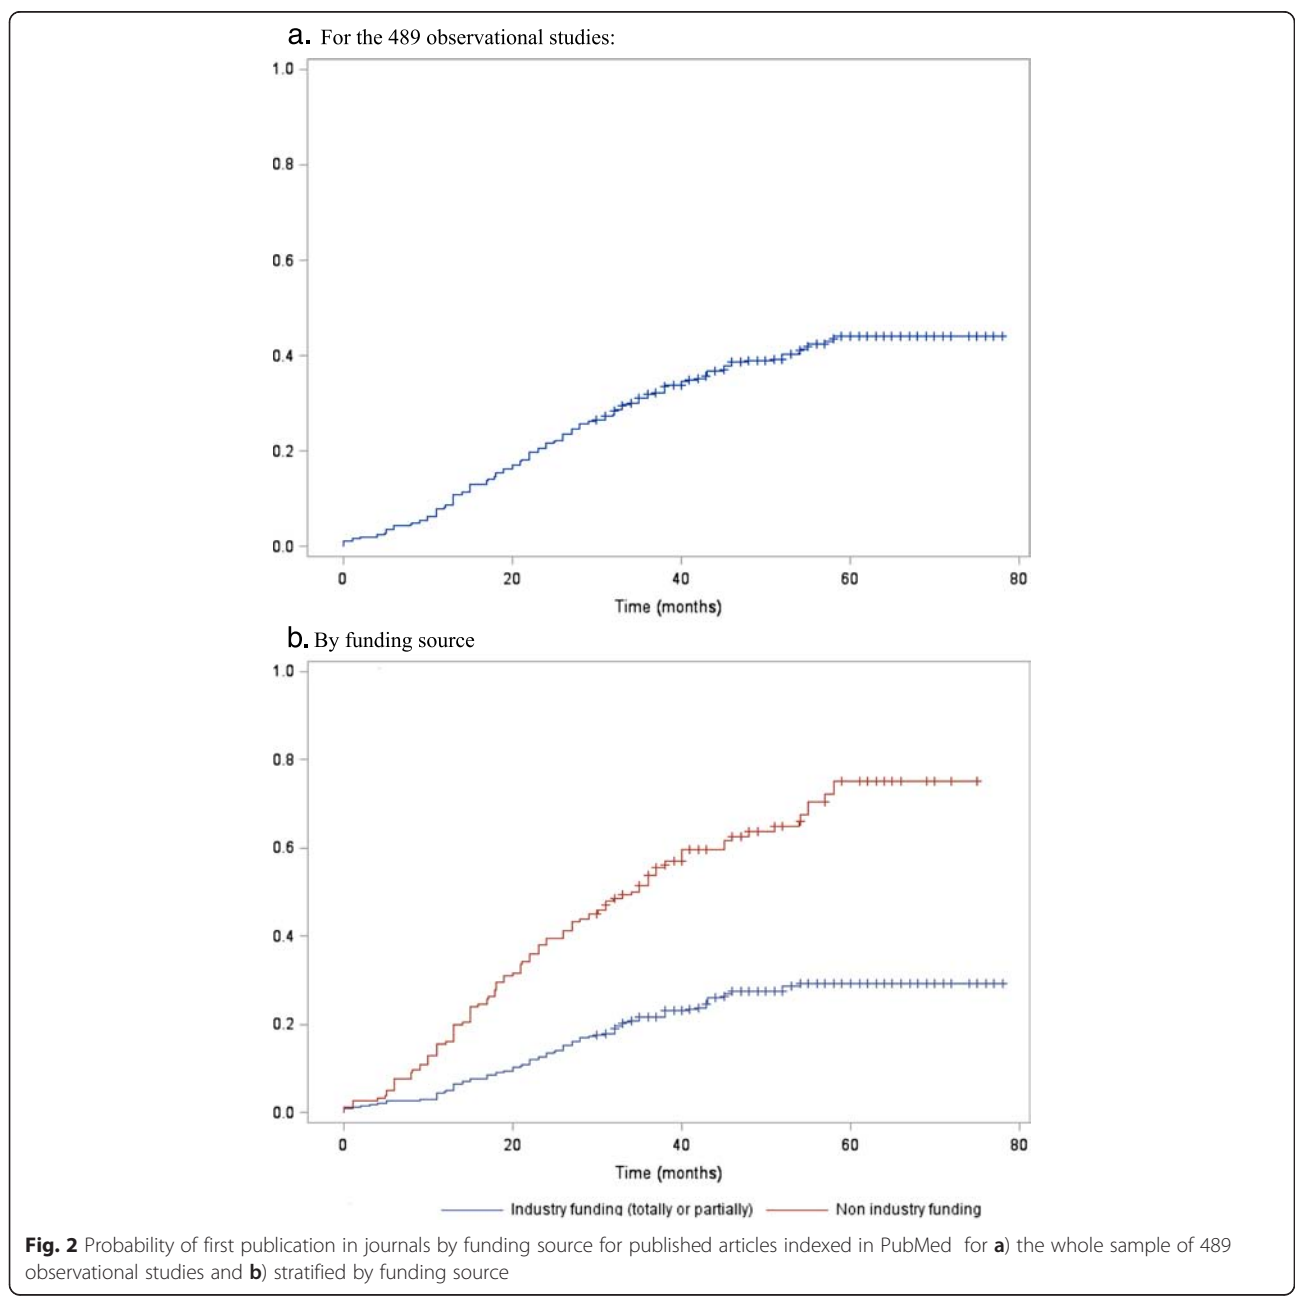 a. For the 489 observational studies:
1.0
0.8
0.6
0.4
0.2
0.0
0 20 40 60 80
Time (months)
b. By funding source
1.0
0.8
0.6
0.4
0.2
0.0
0 20 40 60 80
Time (months)
Industry funding (totally or partially) Non industry funding
Fig. 2 Probability of first publication in journals by funding source for published articles indexed in PubMed for a) the whole sample of 489
observational studies and b) stratified by funding source